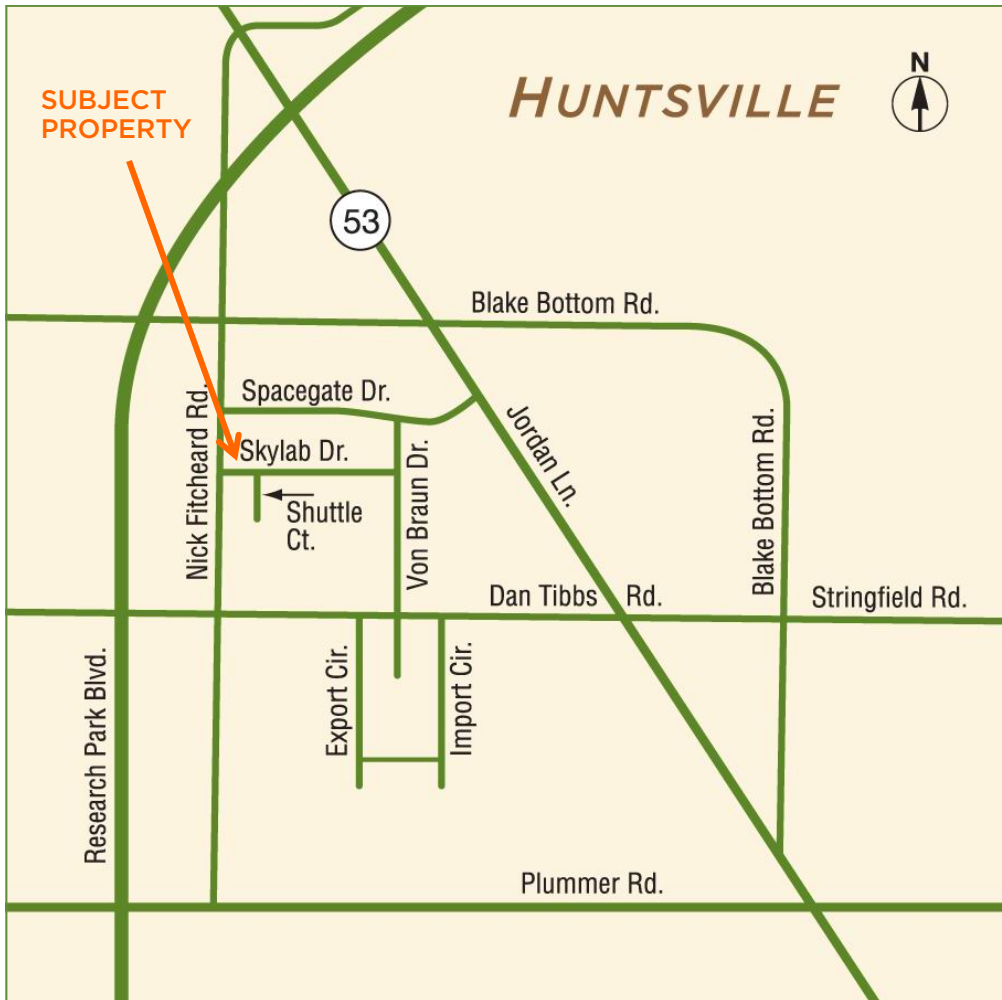 N
HUNTSVILLE
SUBJECT
PROPERTY
53
Blake Bottom Rd.
Spacegate Dr.
Nick Fitcheard Rd.
Skylab Dr.
Jordan Ln.
Blake Bottom Rd.
Von Braun Dr.
Shuttle
Ct.
Dan Tibbs Rd.
Stringfield Rd.
Research Park Blvd.
Export Cir.
Import Cir.
Plummer Rd.